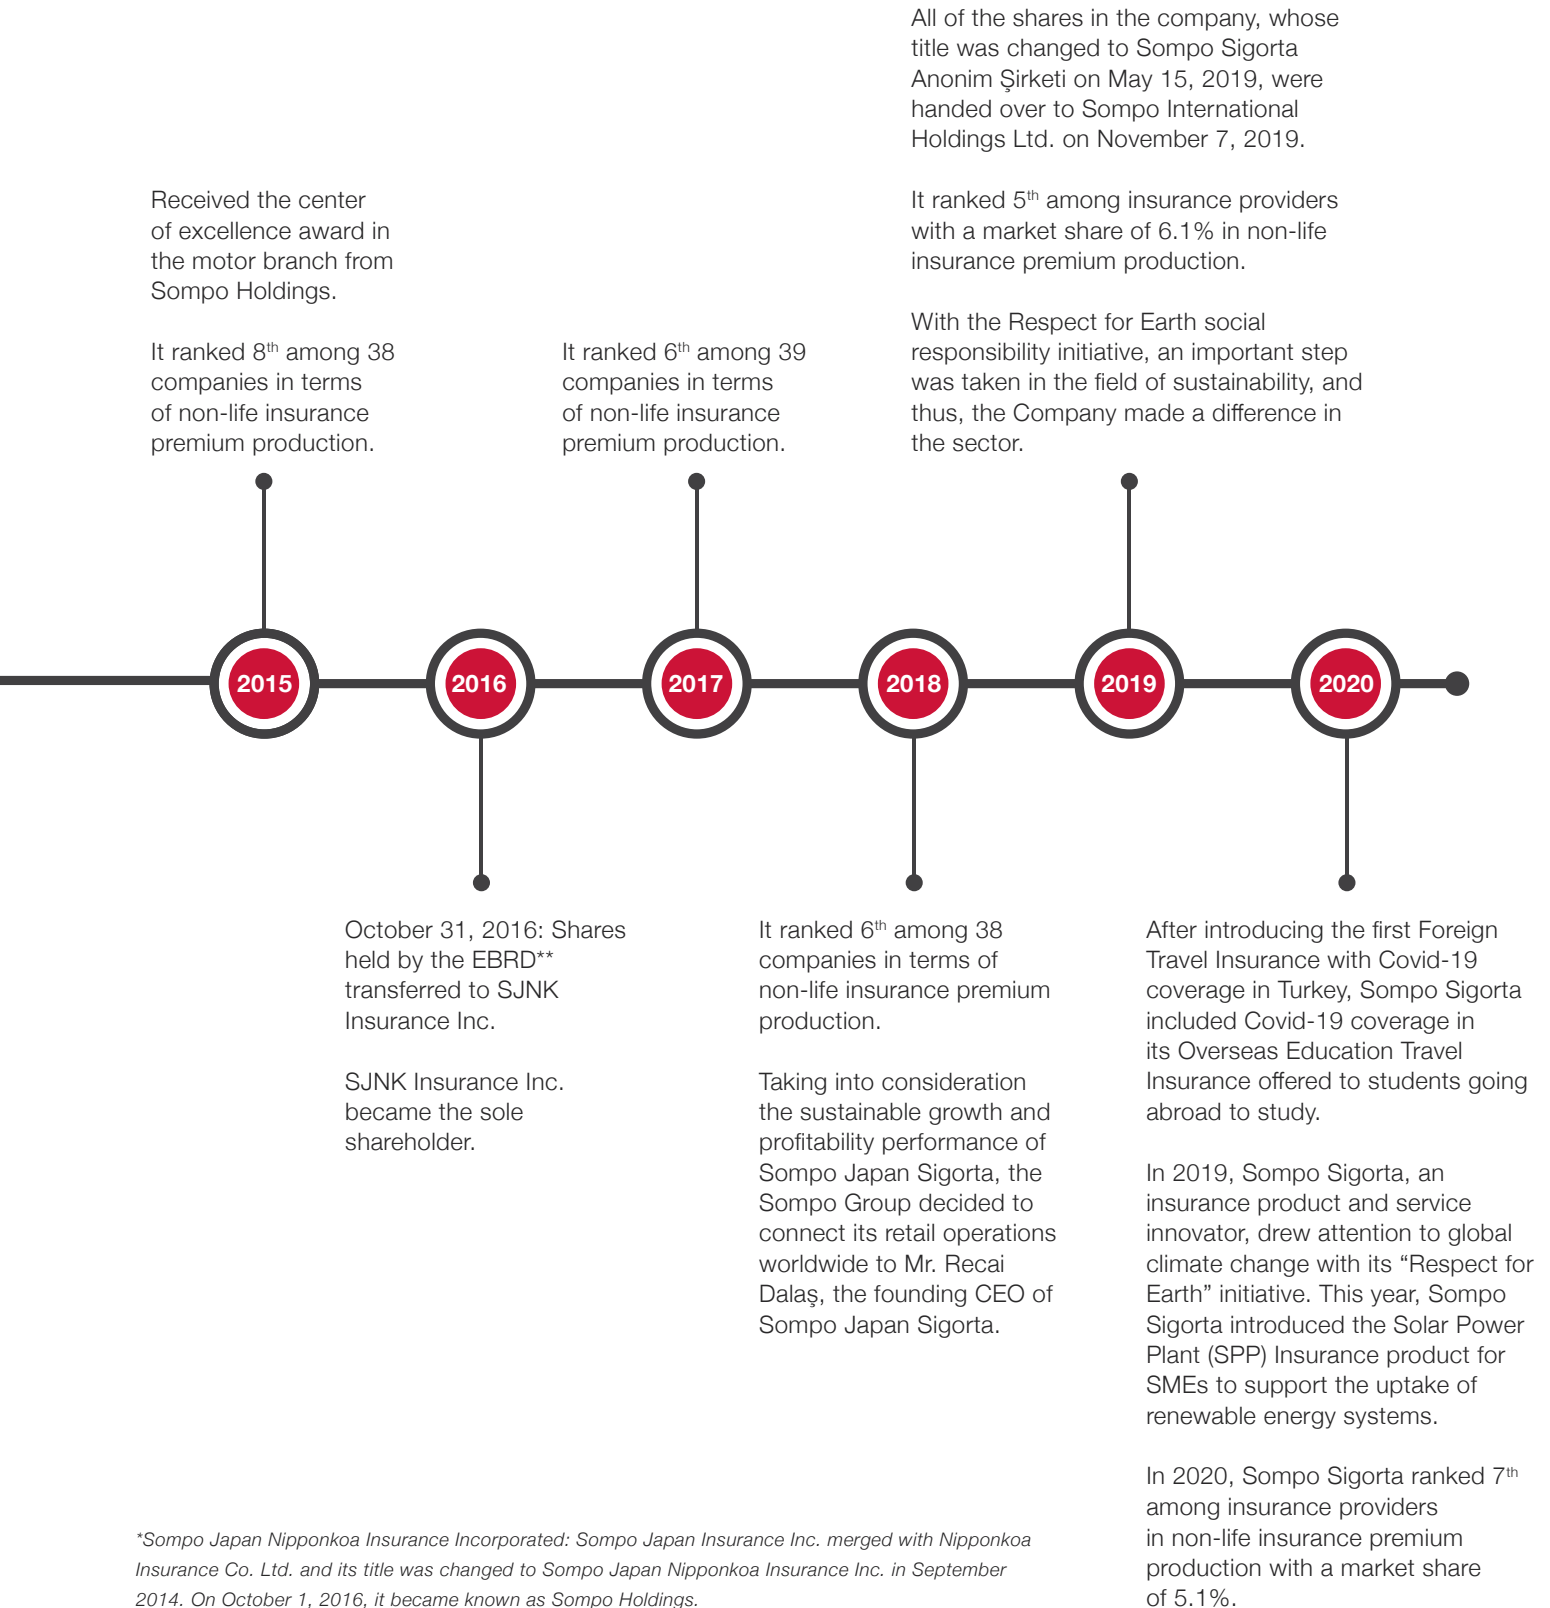 All of the shares in the company, whose
title was changed to Sompo Sigorta
Anonim Şirketi on May 15, 2019, were
handed over to Sompo International
Holdings Ltd. on November 7, 2019.
It ranked 5th among insurance providers
with a market share of 6.1% in non-life
insurance premium production.
With the Respect for Earth social
responsibility initiative, an important step
was taken in the field of sustainability, and
thus, the Company made a difference in
the sector.
Received the center
of excellence award in
the motor branch from
Sompo Holdings.
It ranked 8th among 38
companies in terms
of non-life insurance
premium production.
It ranked 6th among 39
companies in terms
of non-life insurance
premium production.
2015
2016
2017
2018
2019
2020
October 31, 2016: Shares
held by the EBRD**
transferred to SJNK
Insurance Inc.
SJNK Insurance Inc.
became the sole
shareholder.
It ranked 6th among 38
companies in terms of
non-life insurance premium
production.
Taking into consideration
the sustainable growth and
profitability performance of
Sompo Japan Sigorta, the
Sompo Group decided to
connect its retail operations
worldwide to Mr. Recai
Dalaş, the founding CEO of
Sompo Japan Sigorta.
After introducing the first Foreign
Travel Insurance with Covid-19
coverage in Turkey, Sompo Sigorta
included Covid-19 coverage in
its Overseas Education Travel
Insurance offered to students going
abroad to study.
In 2019, Sompo Sigorta, an
insurance product and service
innovator, drew attention to global
climate change with its “Respect for
Earth” initiative. This year, Sompo
Sigorta introduced the Solar Power
Plant (SPP) Insurance product for
SMEs to support the uptake of
renewable energy systems.
In 2020, Sompo Sigorta ranked 7th
among insurance providers
in non-life insurance premium
production with a market share
of 5.1%.
*Sompo Japan Nipponkoa Insurance Incorporated: Sompo Japan Insurance Inc. merged with Nipponkoa
Insurance Co. Ltd. and its title was changed to Sompo Japan Nipponkoa Insurance Inc. in September
2014. On October 1, 2016, it became known as Sompo Holdings.